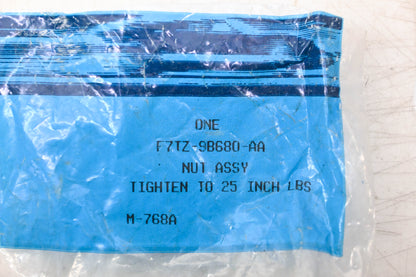 ONE
F7TZ-9B680-AA
NUT ASSY
TIGHTEN TO 25 INCH LBS
M-768A